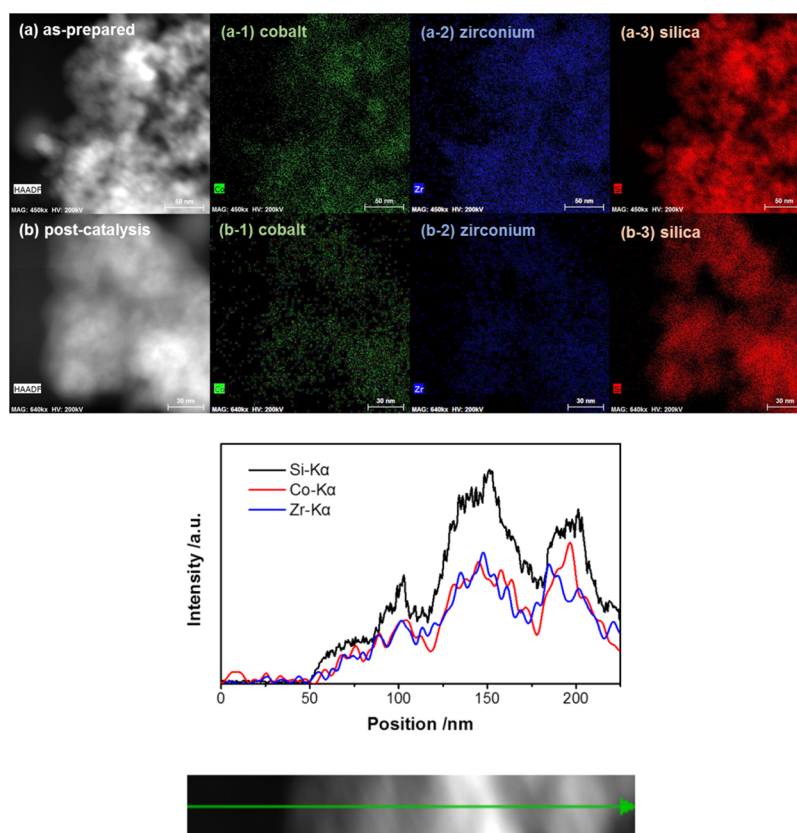 (a) as-prepared
(a-1) cobalt
(a-2) zirconium
(a-3) silica
HAADF
Co
Zr
Si
50 nm
50 nm
50 nm
50 nm
MAG: 450kx HV: 200kV
MAG: 450kx HV: 200kV
MAG: 450kx HV: 200kV
MAG: 450kx HV: 200kV
(b) post-catalysis
(b-1) cobalt
(b-2) zirconium
(b-3) silica
HAADF
Co
Zr
Si
30 nm
30 nm
30 nm
30 nm
MAG: 640kx HV: 200kV
MAG: 640kx HV: 200kV
MAG: 640kx HV: 200kV
MAG: 640kx HV: 200kV
Si-Kα
Co-Kα
Zr-Kα
Intensity /a.u.
0 50 100 150 200
Position /nm